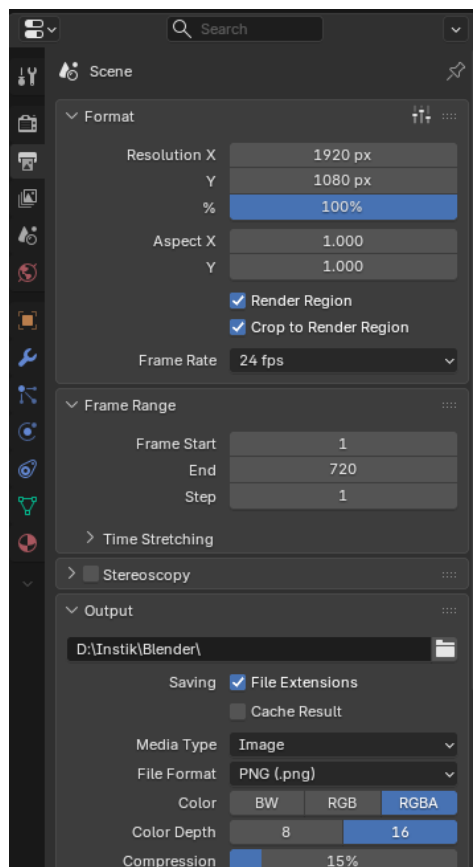 Search
Scene
Format
Resolution X 1920 px
Y 1080 px
% 100%
Aspect X 1.000
Y 1.000
Render Region
Crop to Render Region
Frame Rate 24 fps
Frame Range
Frame Start 1
End 720
Step 1
Time Stretching
Stereoscopy
Output
D:\Instik\Blender\
Saving File Extensions
Cache Result
Media Type Image
File Format PNG (.png)
Color BW RGB RGBA
Color Depth 8 16
Compression 15%